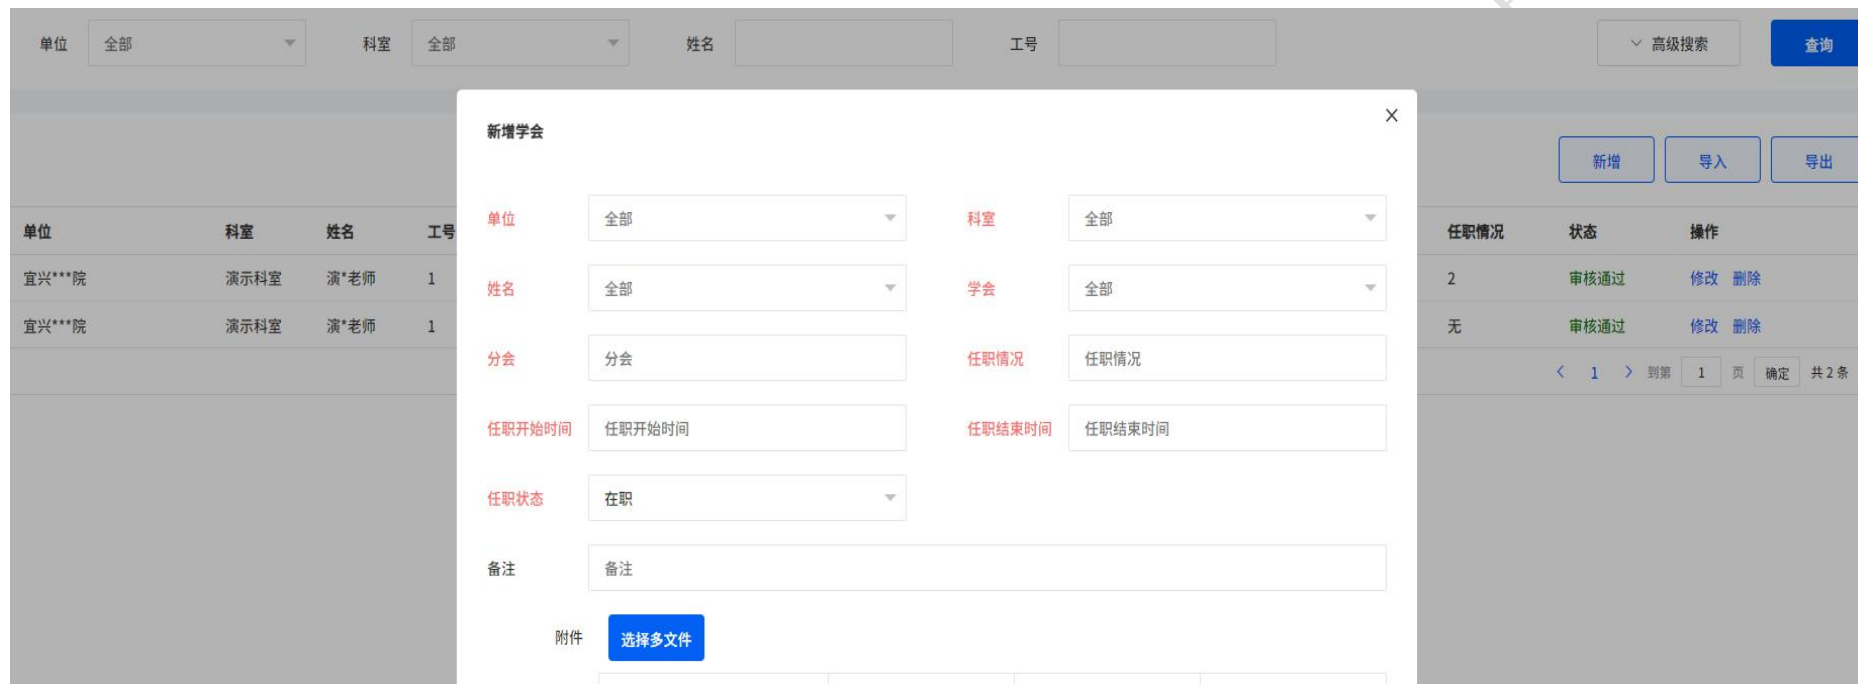 单位 全部 科室 全部 姓名 工号 高级搜索 查询
新增学会
新增 导入 导出
单位 科室 姓名 工号 任职情况 状态 操作
宜兴***院 演示科室 演*老师 1 2 审核通过 修改 删除
宜兴***院 演示科室 演*老师 1 无 审核通过 修改 删除
1 到第 1 页 确定 共 2 条
单位 全部 科室 全部
姓名 全部 学会 全部
分会 分会 任职情况 任职情况
任职开始时间 任职开始时间 任职结束时间 任职结束时间
任职状态 在职
备注 备注
附件 选择多文件